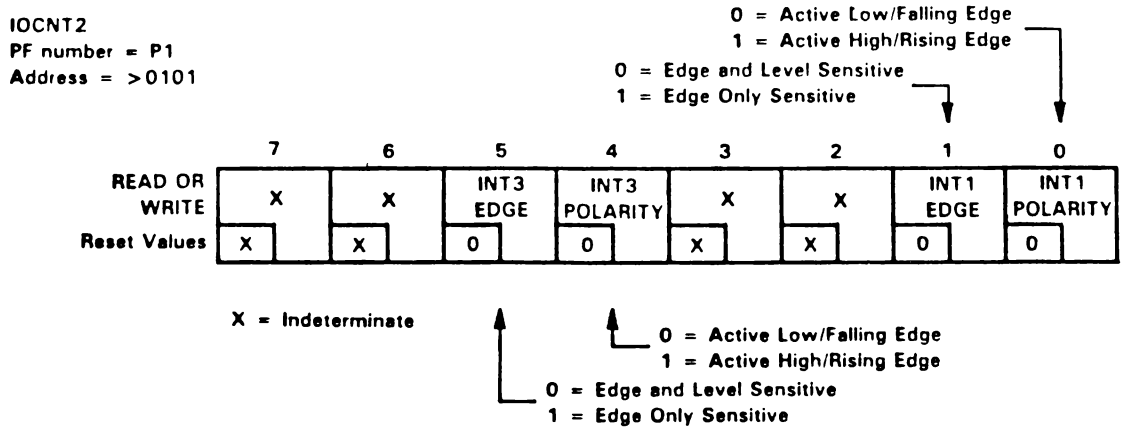 IOCNT2
PF number = P1
Address = >0101
0 = Active Low/Falling Edge
1 = Active High/Rising Edge
0 = Edge and Level Sensitive
1 = Edge Only Sensitive
7 6 5 4 3 2 1 0
READ OR WRITE
X X INT3 EDGE INT3 POLARITY X X INT1 EDGE INT1 POLARITY
Reset Values X X 0 0 X X 0 0
X = Indeterminate
0 = Active Low/Falling Edge
1 = Active High/Rising Edge
0 = Edge and Level Sensitive
1 = Edge Only Sensitive